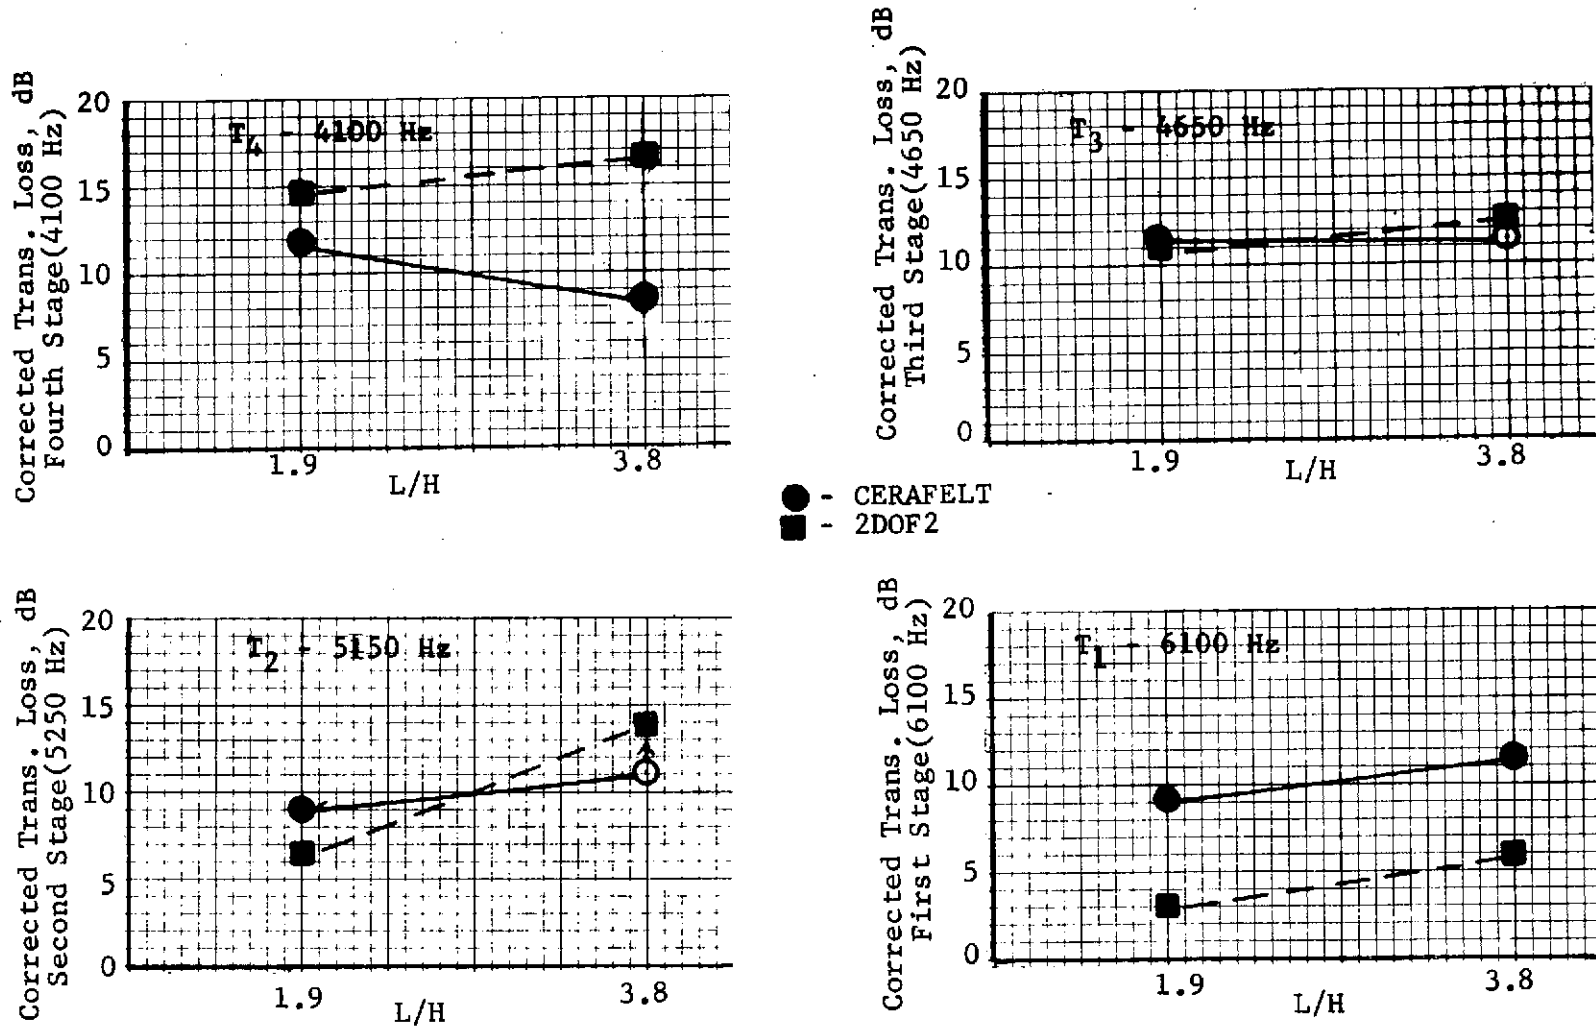 Corrected Trans. Loss, dB
Fourth Stage(4100 Hz)
20
15
10
5
0
T4 - 4100 Hz
1.9
3.8
L/H
Corrected Trans. Loss, dB
Third Stage(4650 Hz)
20
15
10
5
0
T3 - 4650 Hz
1.9
3.8
L/H
- CERAFELT
- 2DOF2
Corrected Trans. Loss, dB
Second Stage(5250 Hz)
20
15
10
5
0
T2 - 5150 Hz
1.9
3.8
L/H
Corrected Trans. Loss, dB
First Stage(6100 Hz)
20
15
10
5
0
T1 - 6100 Hz
1.9
3.8
L/H